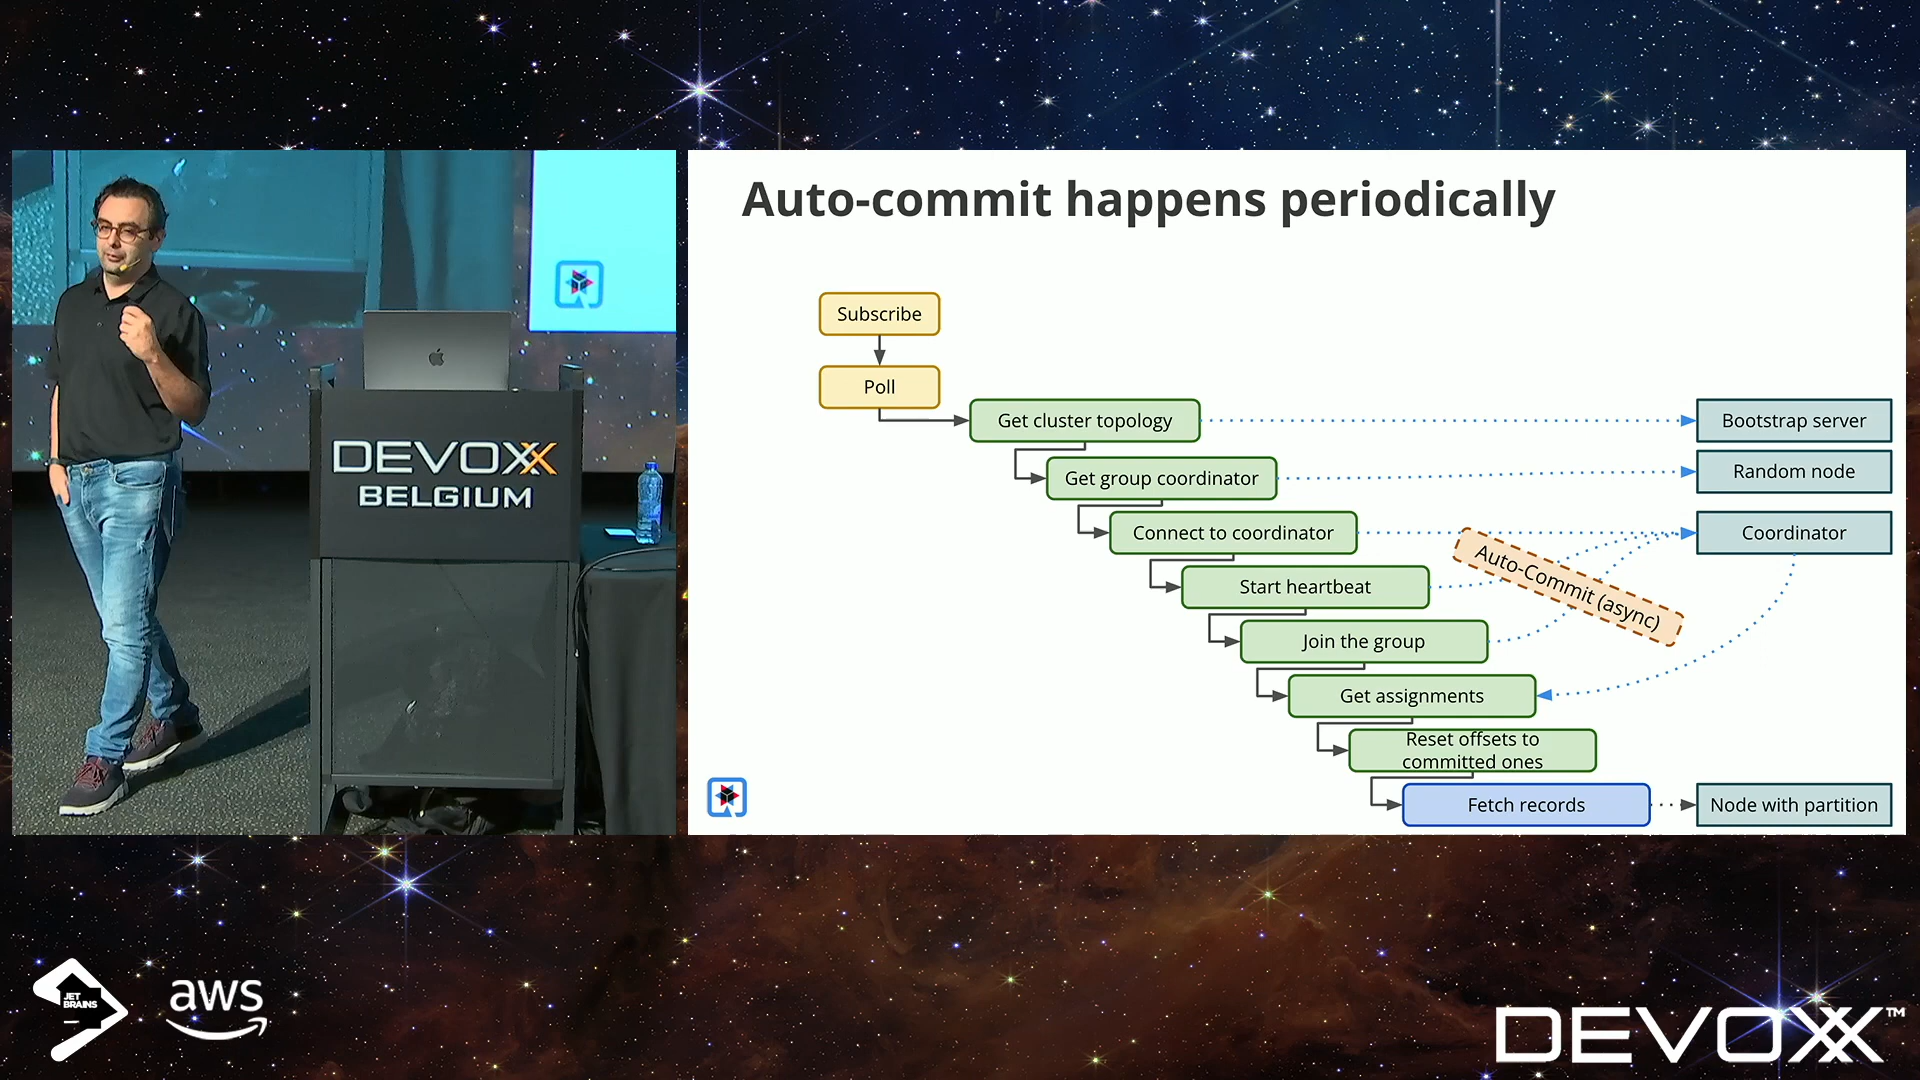 Auto-commit happens periodically
Subscribe
Poll
Get cluster topology
Bootstrap server
Get group coordinator
Random node
Connect to coordinator
Coordinator
Auto-Commit (async)
Start heartbeat
Join the group
Get assignments
Reset offsets to
committed ones
Fetch records
Node with partition
DEVOXX
BELGIUM
JET
BRAINS
aws
DEVOXX™